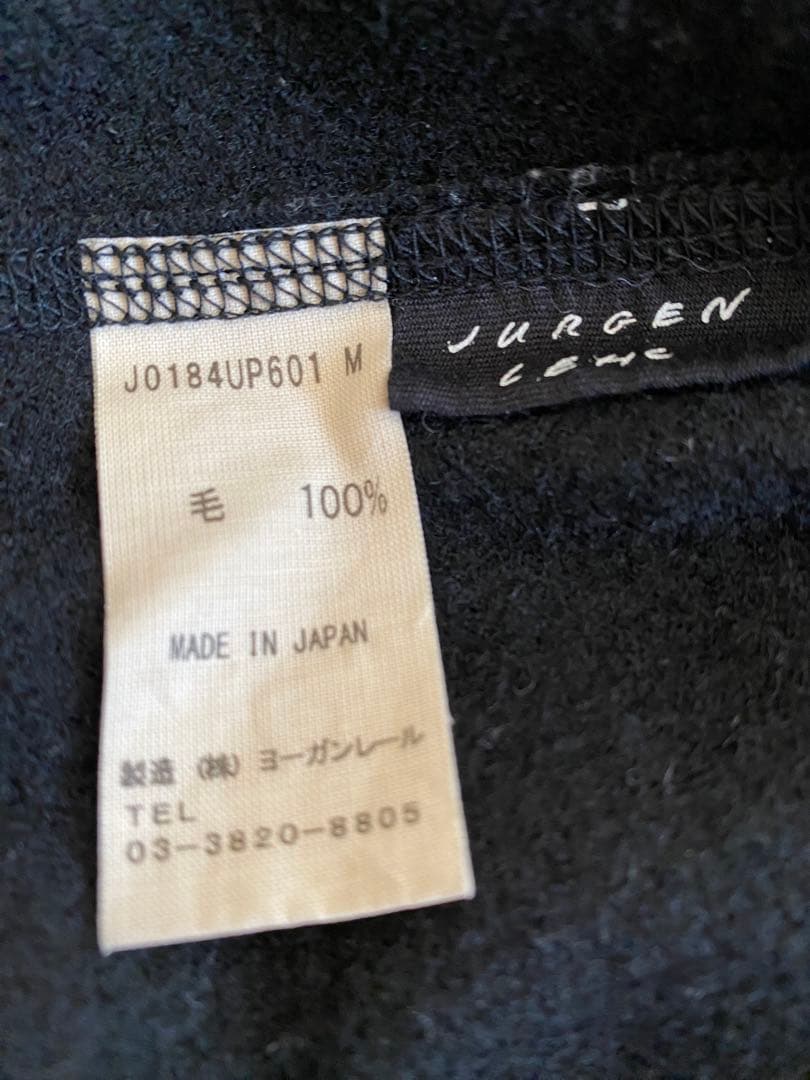 J0184UP601 M
毛 100%
MADE IN JAPAN
製造 (株) ヨーガンレール
TEL
03-3820-8805
JURGEN
LEHL